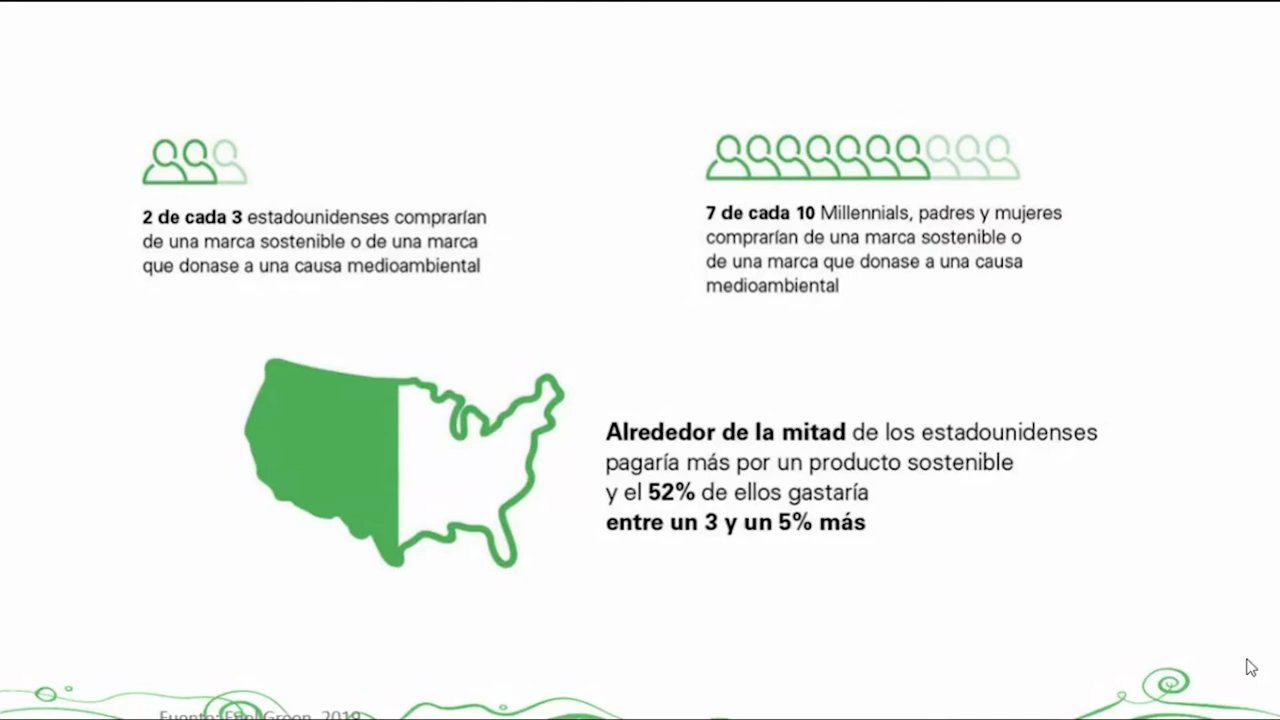 2 de cada 3 estadounidenses comprarían
de una marca sostenible o de una marca
que donase a una causa medioambiental
7 de cada 10 Millennials, padres y mujeres
comprarían de una marca sostenible o
de una marca que donase a una causa
medioambiental
Alrededor de la mitad de los estadounidenses
pagaría más por un producto sostenible
y el 52% de ellos gastaría
entre un 3 y un 5% más
Fuente: Green, 2019